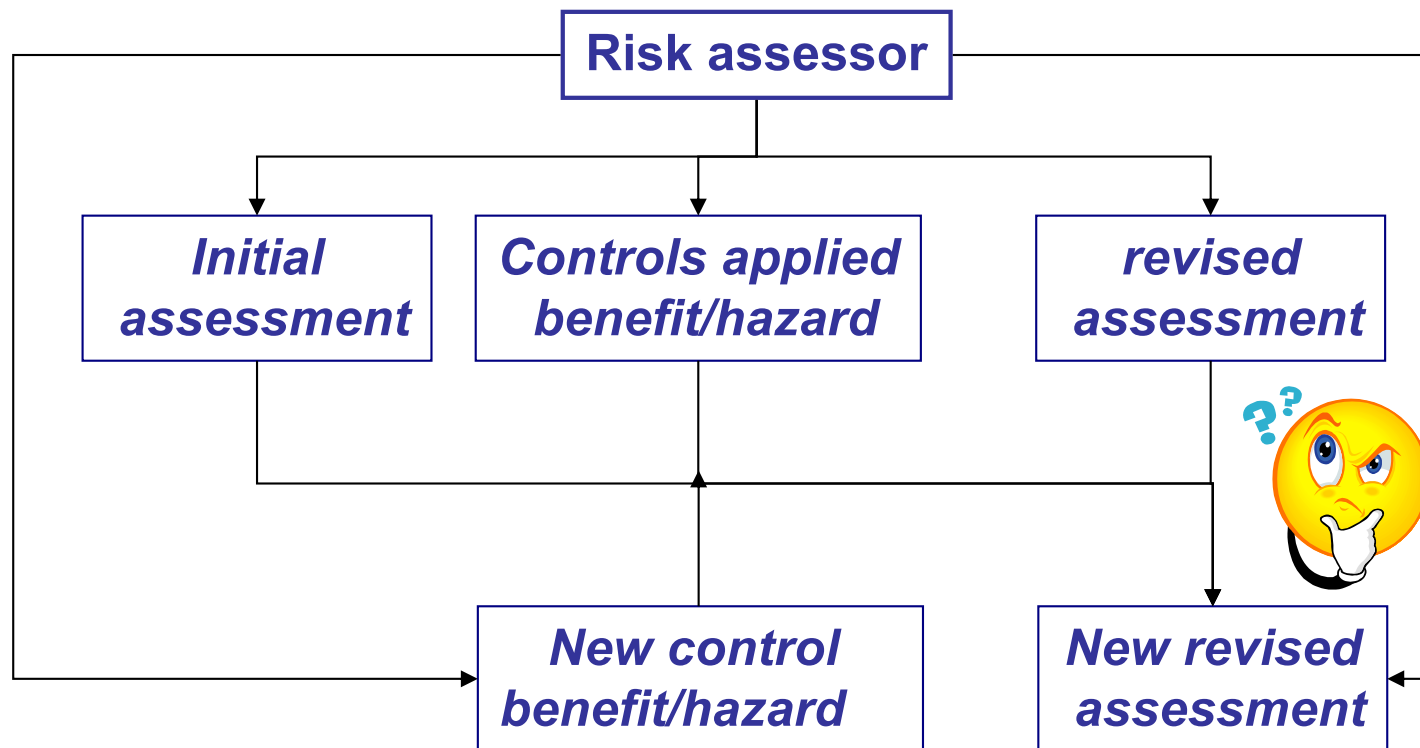 Risk assessor
Initial
assessment
Controls applied
benefit/hazard
revised
assessment
??
New control
benefit/hazard
New revised
assessment